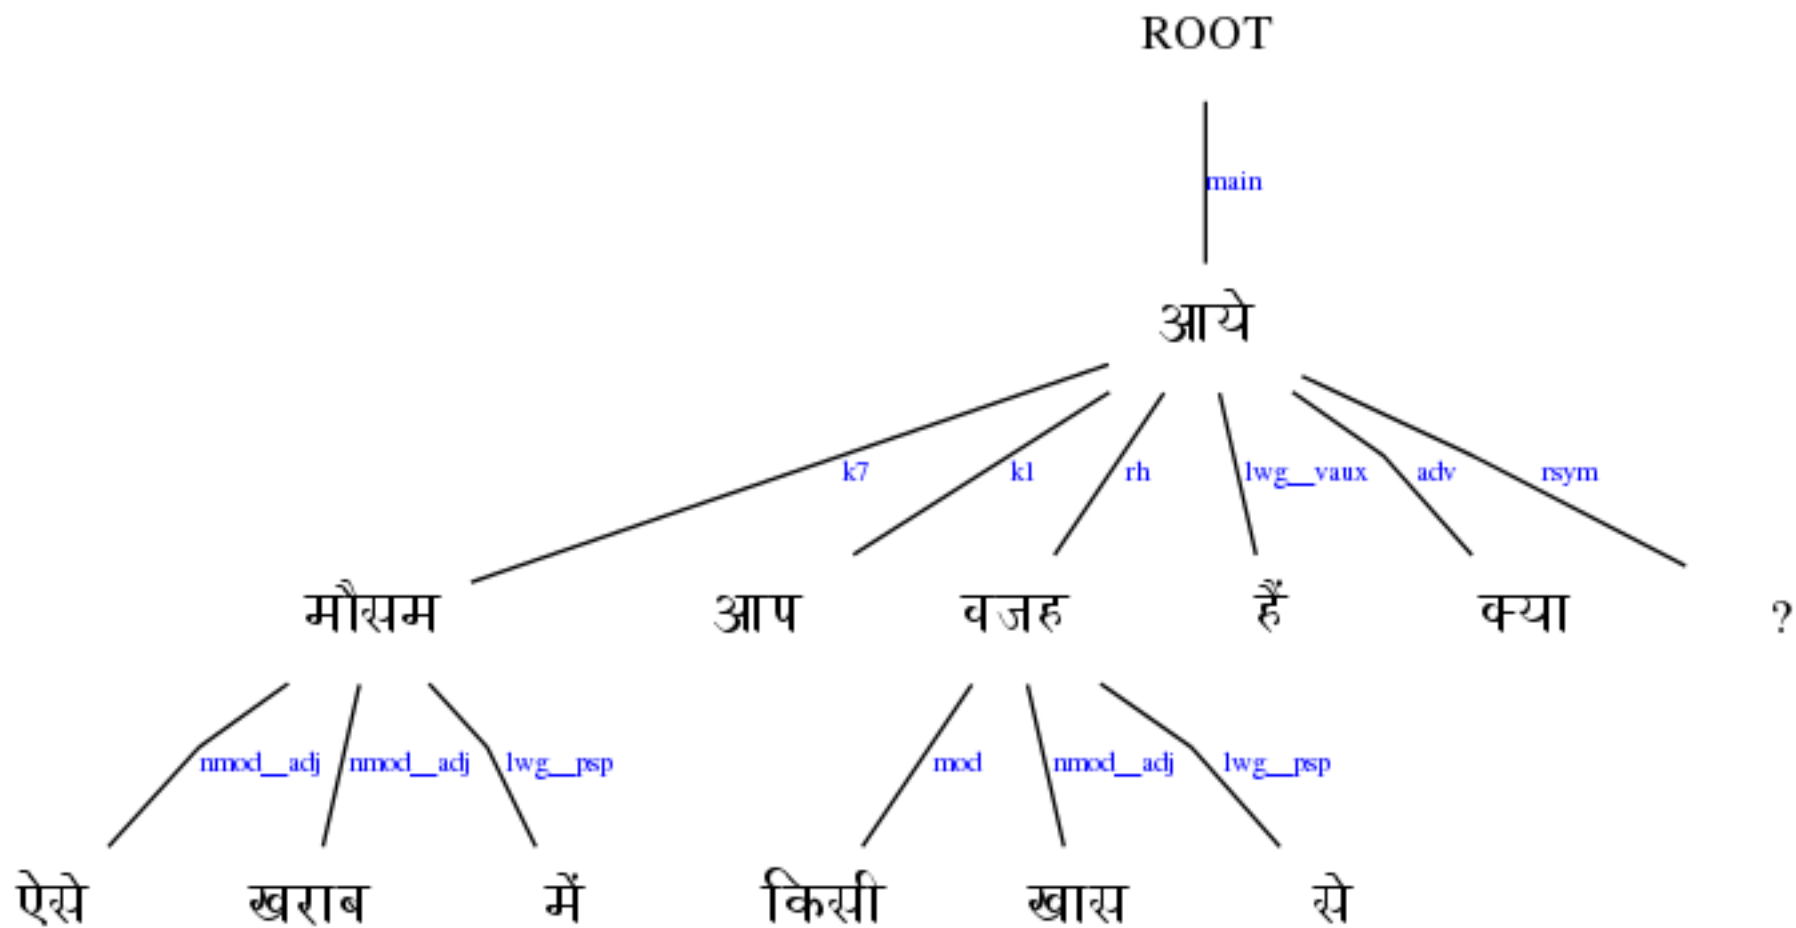 ROOT
main
आये
k7 k1 rh lwg__vaux adv rsym
मौसम आप वजह हैं क्या ?
nmod__adj nmod__adj lwg__psp mod nmod__adj lwg__psp
ऐसे खराब में किसी खास से